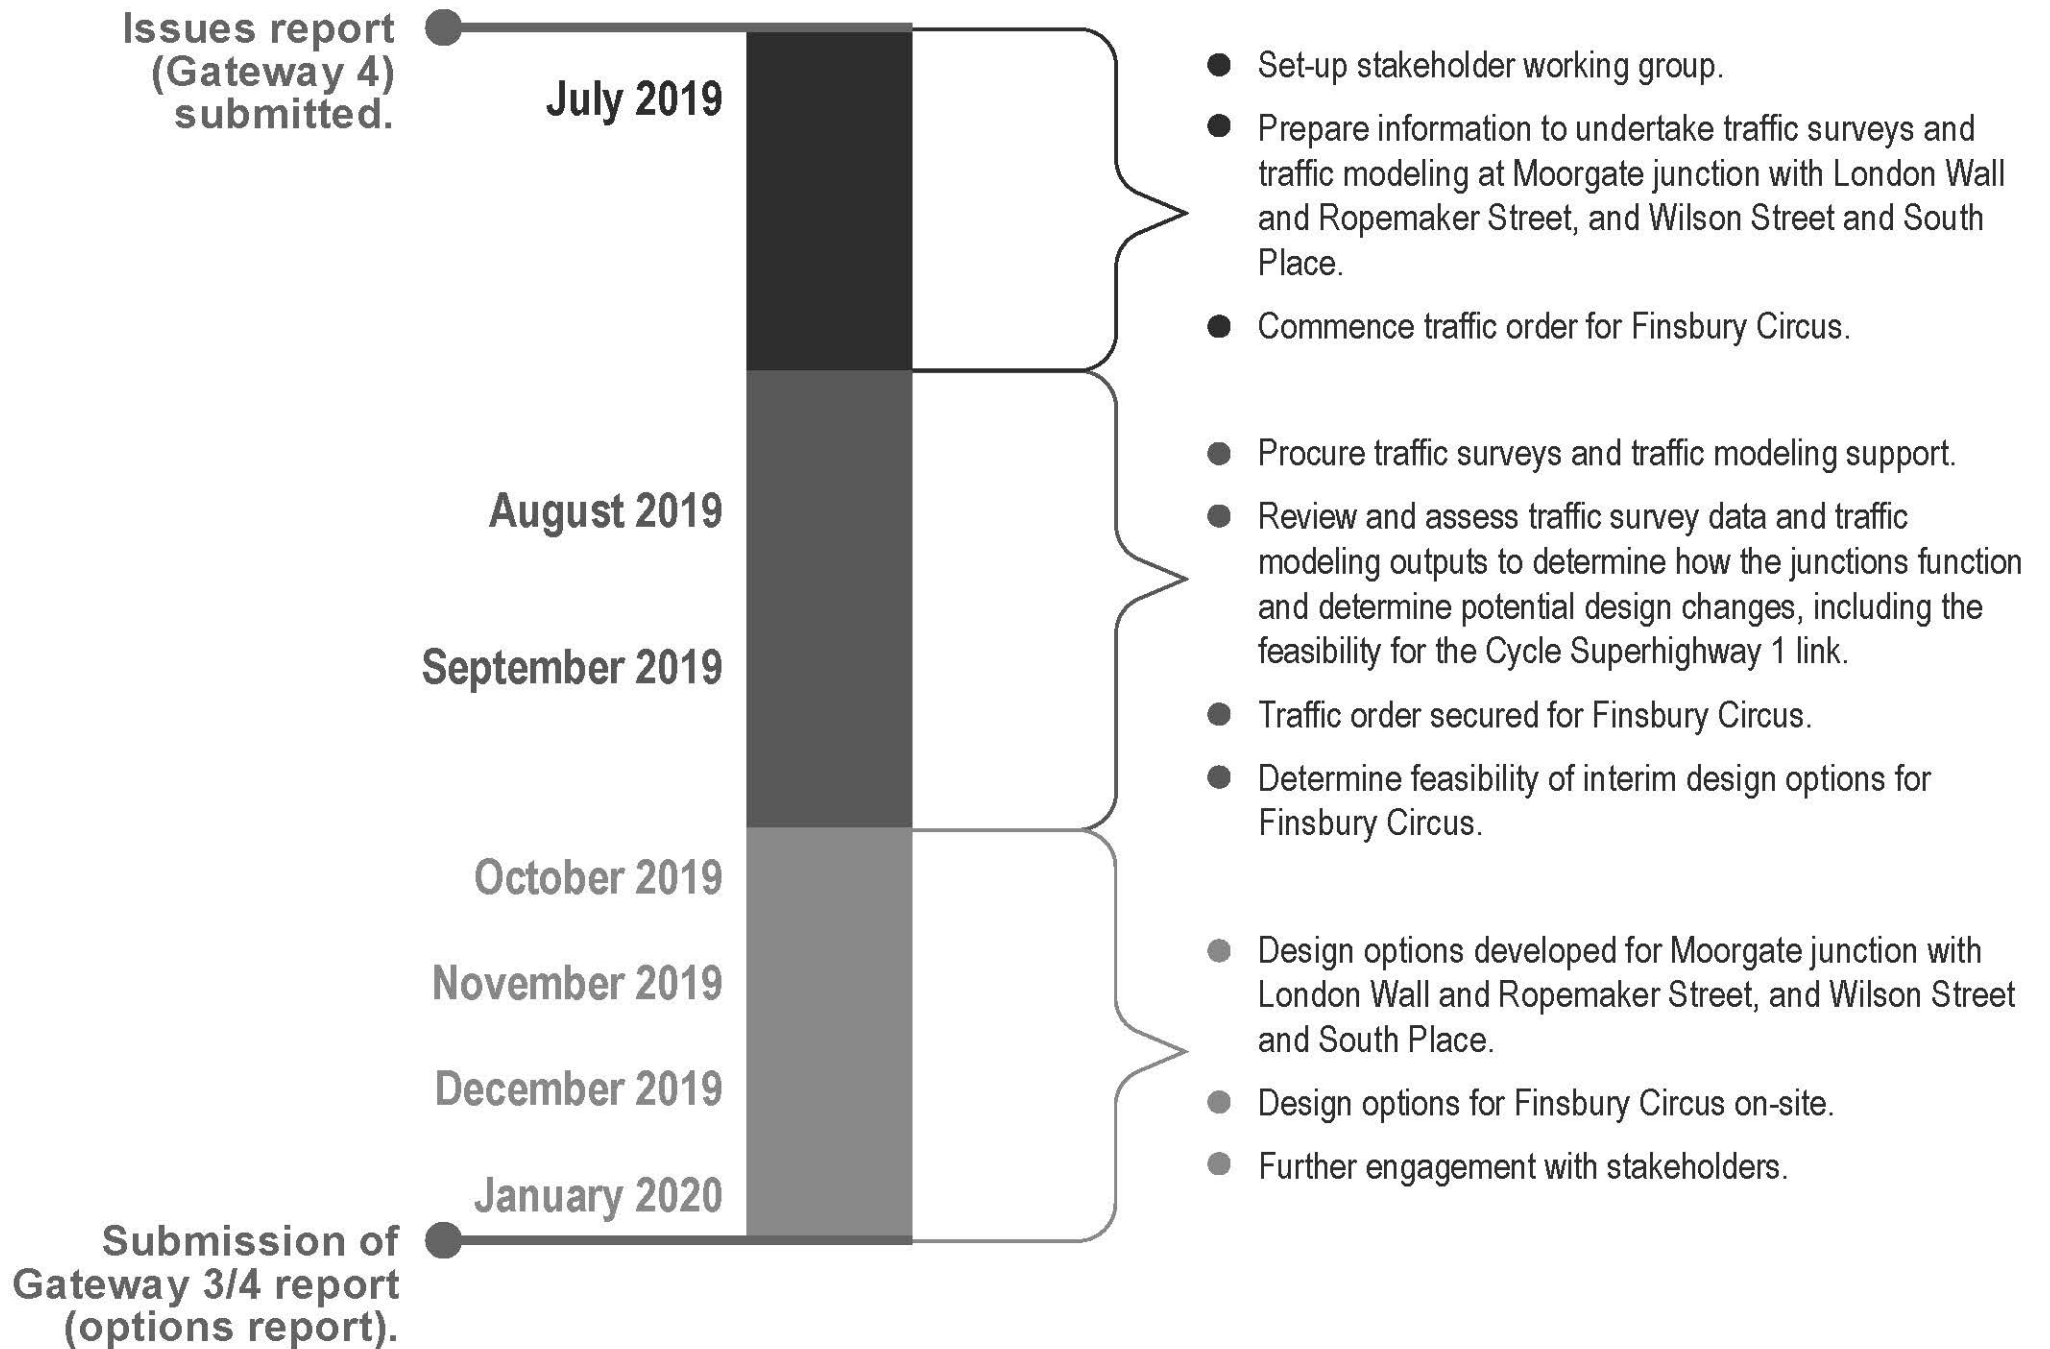 Issues report
(Gateway 4)
submitted.
July 2019
● Set-up stakeholder working group.
● Prepare information to undertake traffic surveys and
traffic modeling at Moorgate junction with London Wall
and Ropemaker Street, and Wilson Street and South
Place.
● Commence traffic order for Finsbury Circus.
August 2019
September 2019
● Procure traffic surveys and traffic modeling support.
● Review and assess traffic survey data and traffic
modeling outputs to determine how the junctions function
and determine potential design changes, including the
feasibility for the Cycle Superhighway 1 link.
● Traffic order secured for Finsbury Circus.
● Determine feasibility of interim design options for
Finsbury Circus.
October 2019
November 2019
December 2019
January 2020
● Design options developed for Moorgate junction with
London Wall and Ropemaker Street, and Wilson Street
and South Place.
● Design options for Finsbury Circus on-site.
● Further engagement with stakeholders.
Submission of
Gateway 3/4 report
(options report).